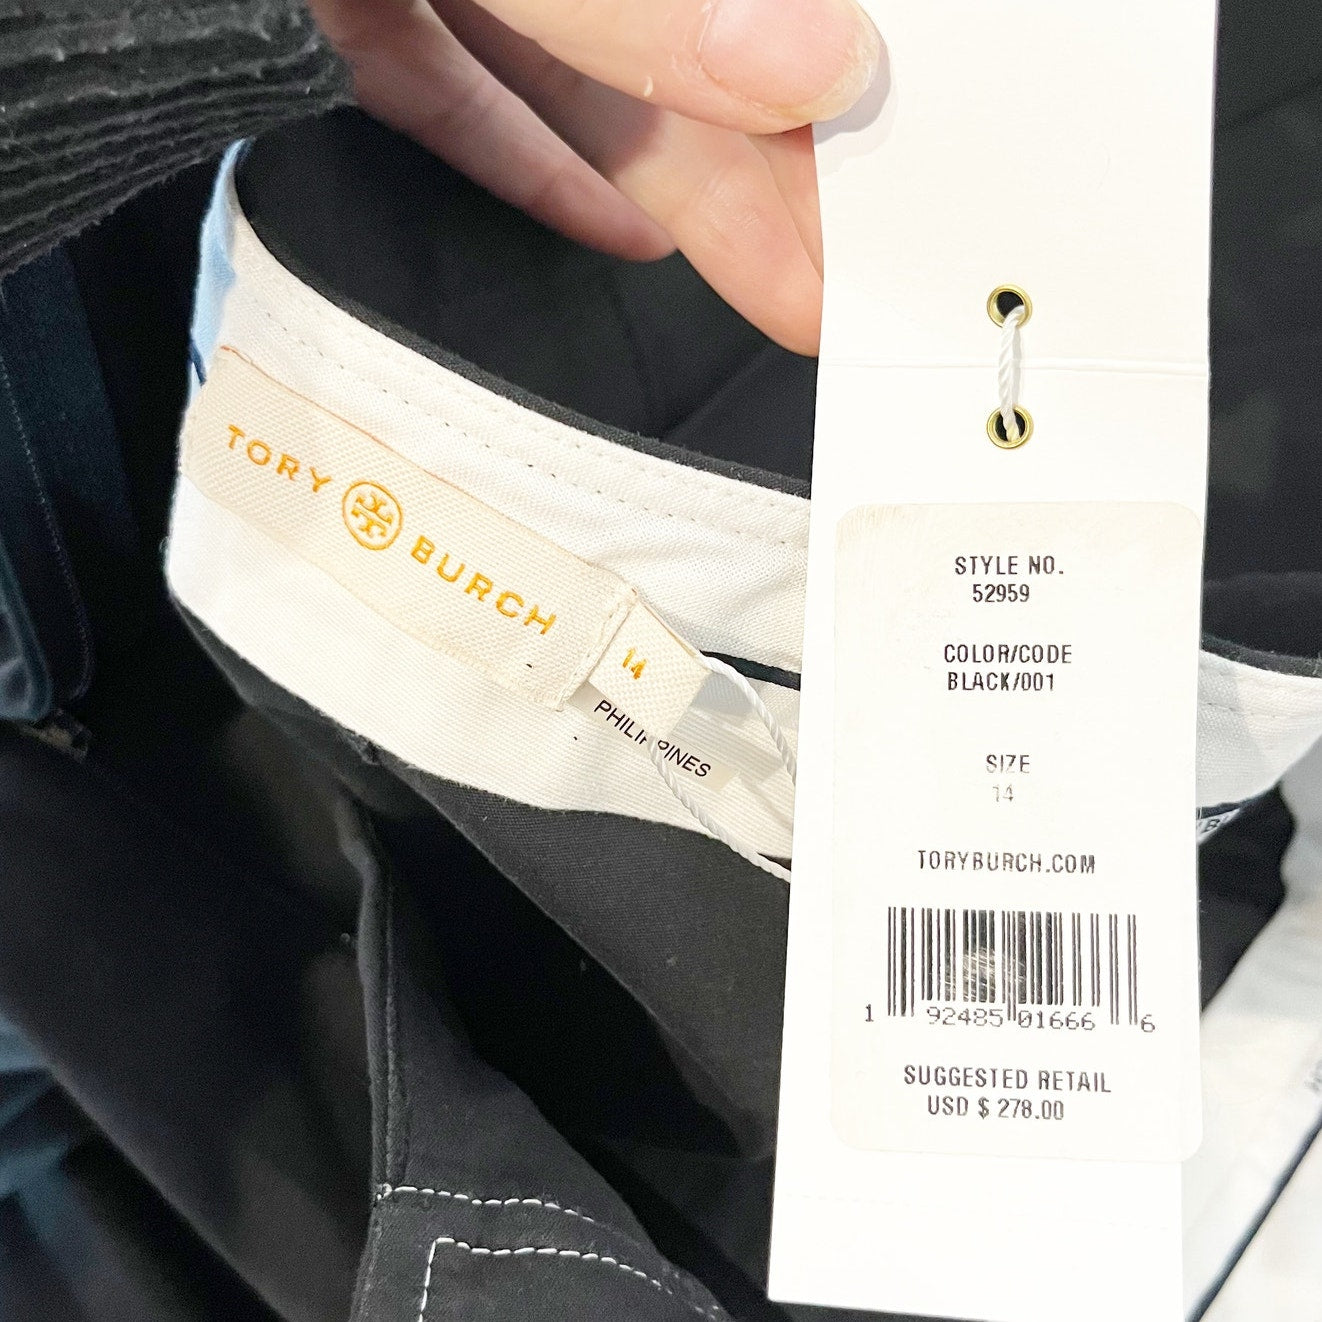 TORY BURCH
14
PHILIPPINES
STYLE NO.
52959
COLOR/CODE
BLACK/001
SIZE
14
TORYBURCH.COM
1 92485 01666 6
SUGGESTED RETAIL
USD $ 278.00